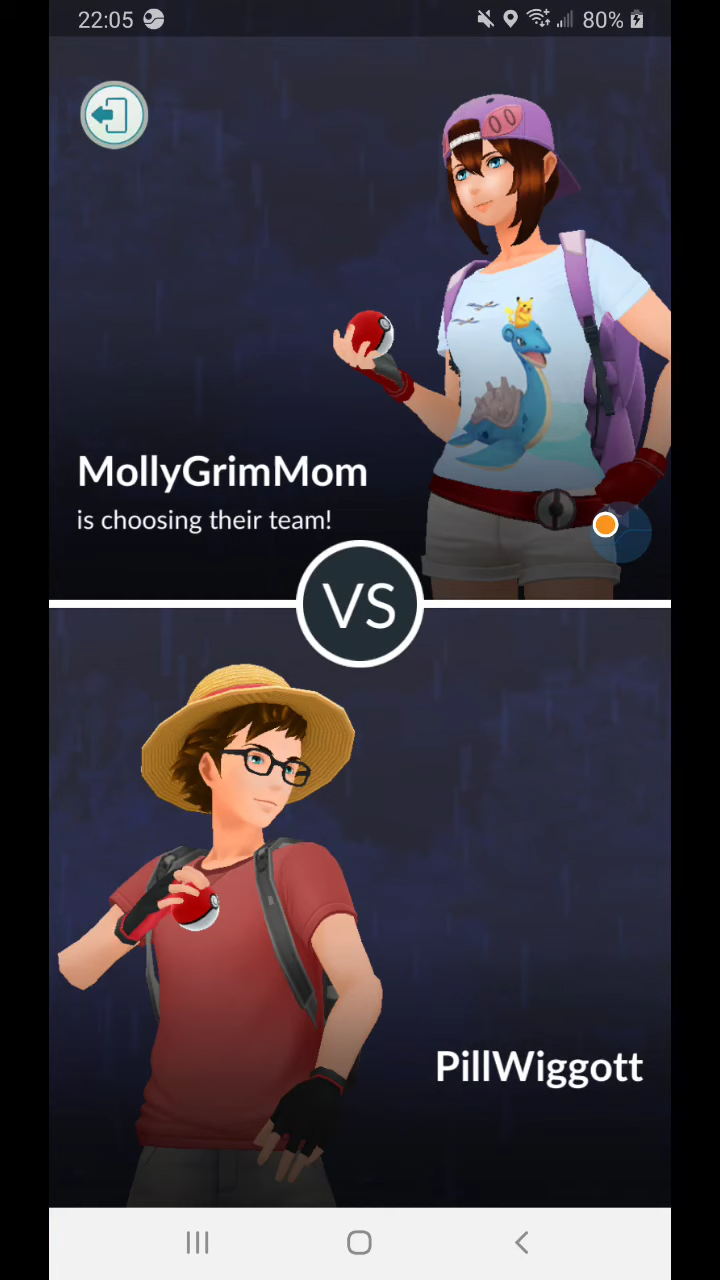 22:05
80%
MollyGrimMom
is choosing their team!
VS
PillWiggott